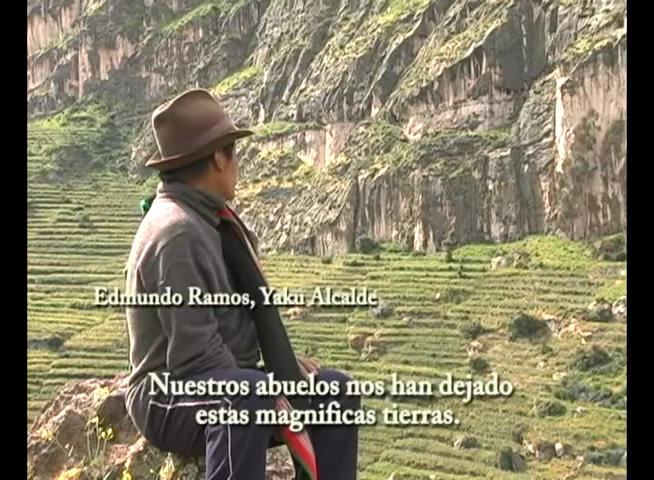 Edmundo Ramos, Yaku Alcalde
Nuestros abuelos nos han dejado
estas magnificas tierras.